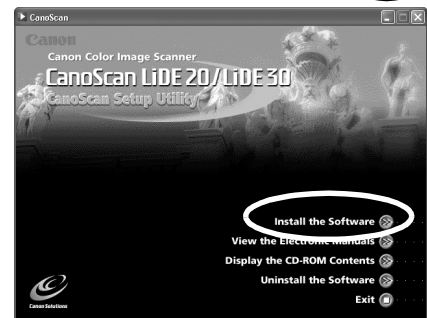 CanoScan
Canon
Canon Color Image Scanner
CanoScan LiDE 20/LiDE 30
CanoScan Setup Utility
Install the Software
View the Electronic Manuals
Display the CD-ROM Contents
Uninstall the Software
Exit
Canon Solutions